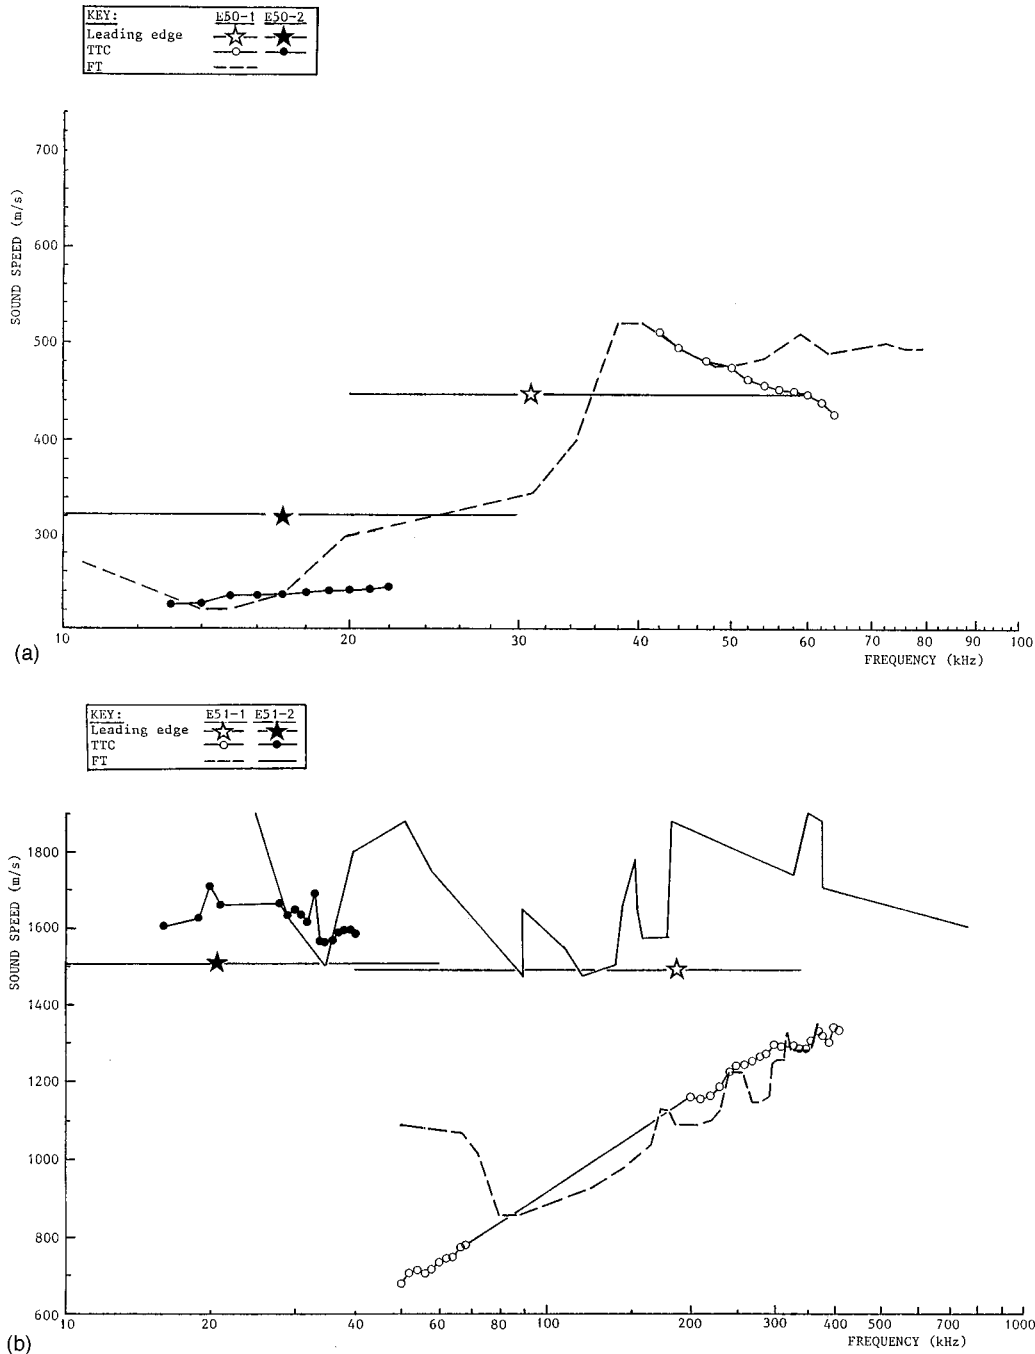 KEY: E50-1 E50-2
Leading edge
TTC
FT
700
600
500
400
300
SOUND SPEED (m/s)
10 20 30 40 50 60 70 80 90 100
FREQUENCY (kHz)
(a)
KEY: E51-1 E51-2
Leading edge
TTC
FT
1800
1600
1400
1200
1000
800
600
SOUND SPEED (m/s)
10 20 40 60 80 100 200 300 400 500 700 1000
FREQUENCY (kHz)
(b)